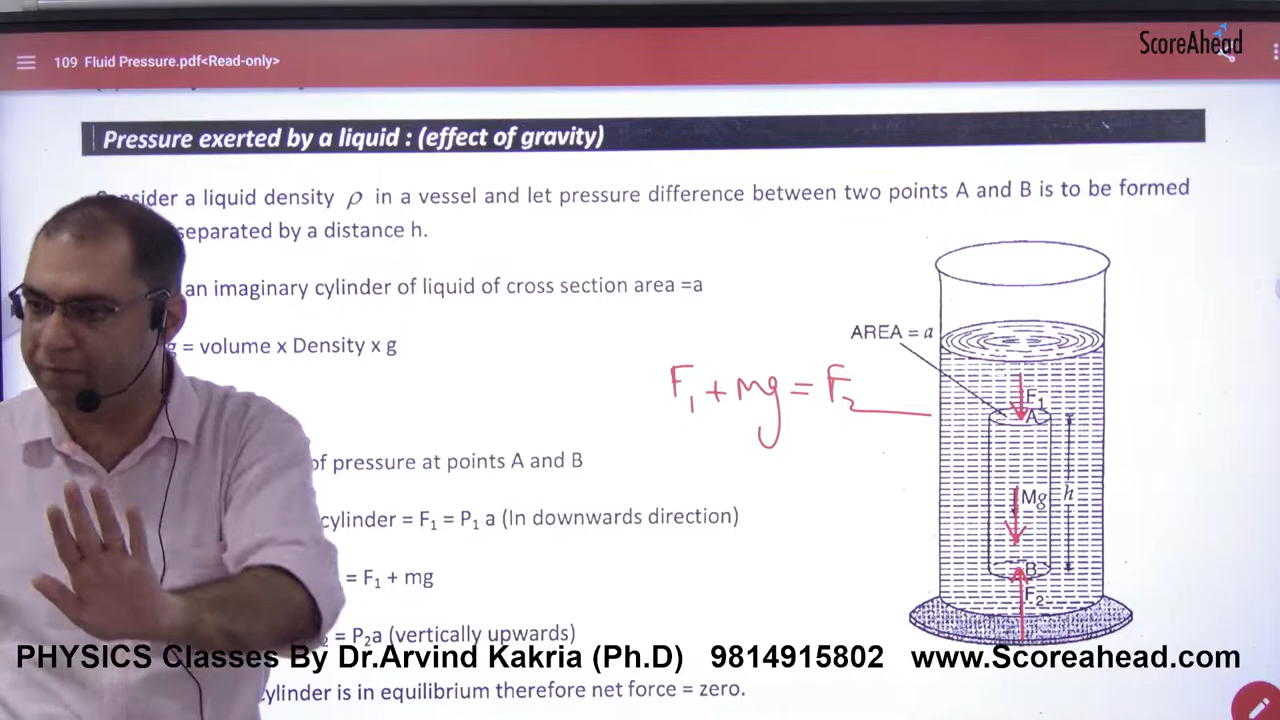 ScoreAhead
109 Fluid Pressure.pdf<Read-only>
Pressure exerted by a liquid : (effect of gravity)
a liquid density ρ in a vessel and let pressure difference between two points A and B is to be formed
separated by a distance h.
an imaginary cylinder of liquid of cross section area =a
AREA = a
= volume x Density x g
F₁ + mg = F₂
F₁
A
of pressure at points A and B
Mg
h
cylinder = F₁ = P₁ a (In downwards direction)
B
= F₁ + mg
F₂
= P₂a (vertically upwards)
PHYSICS Classes By Dr.Arvind Kakria (Ph.D) 9814915802 www.Scoreahead.com
cylinder is in equilibrium therefore net force = zero.